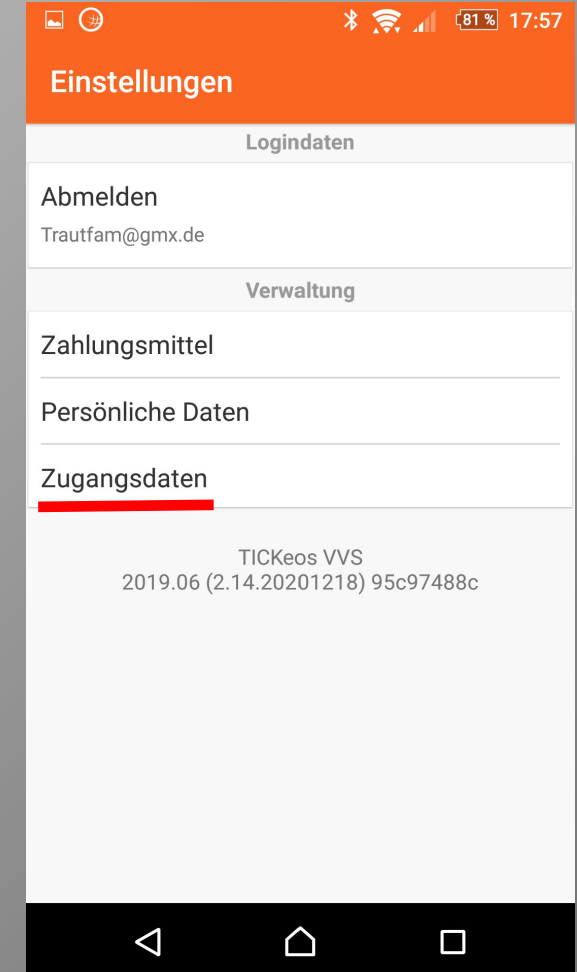 81 % 17:57
Einstellungen
Logindaten
Abmelden
Trautfam@gmx.de
Verwaltung
Zahlungsmittel
Persönliche Daten
Zugangsdaten
TICKeos VVS
2019.06 (2.14.20201218) 95c97488c